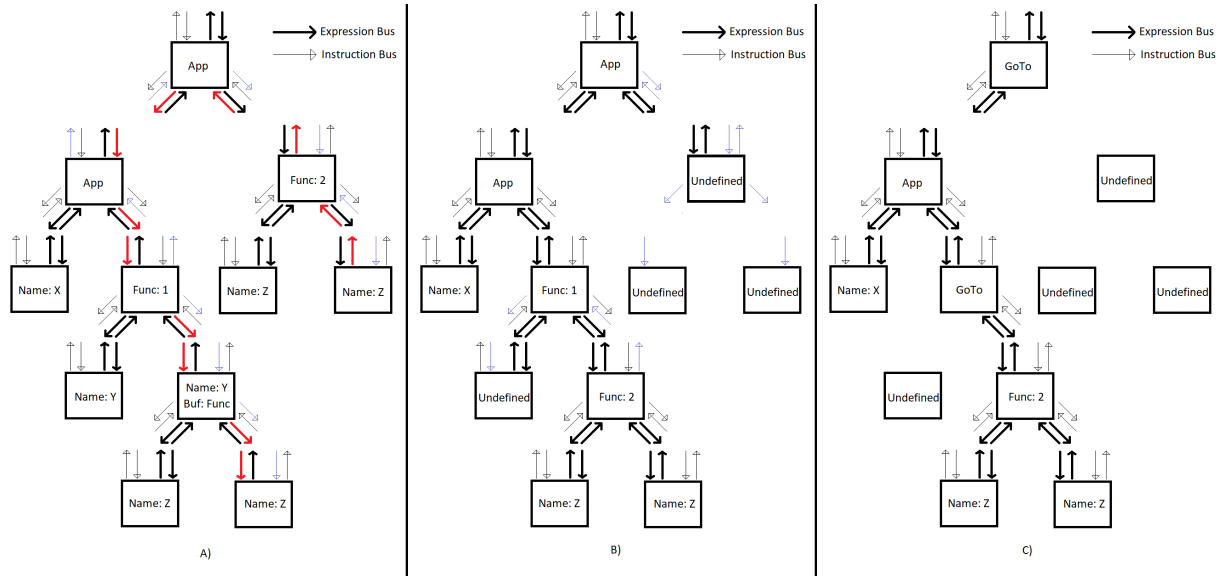 Expression Bus
Instruction Bus
App
App
Func: 2
Name: X
Func: 1
Name: Z
Name: Z
Name: Y
Name: Y
Buf: Func
Name: Z
Name: Z
A)
Expression Bus
Instruction Bus
App
App
Undefined
Name: X
Func: 1
Undefined
Undefined
Undefined
Func: 2
Name: Z
Name: Z
B)
Expression Bus
Instruction Bus
GoTo
App
Undefined
Name: X
GoTo
Undefined
Undefined
Undefined
Func: 2
Name: Z
Name: Z
C)